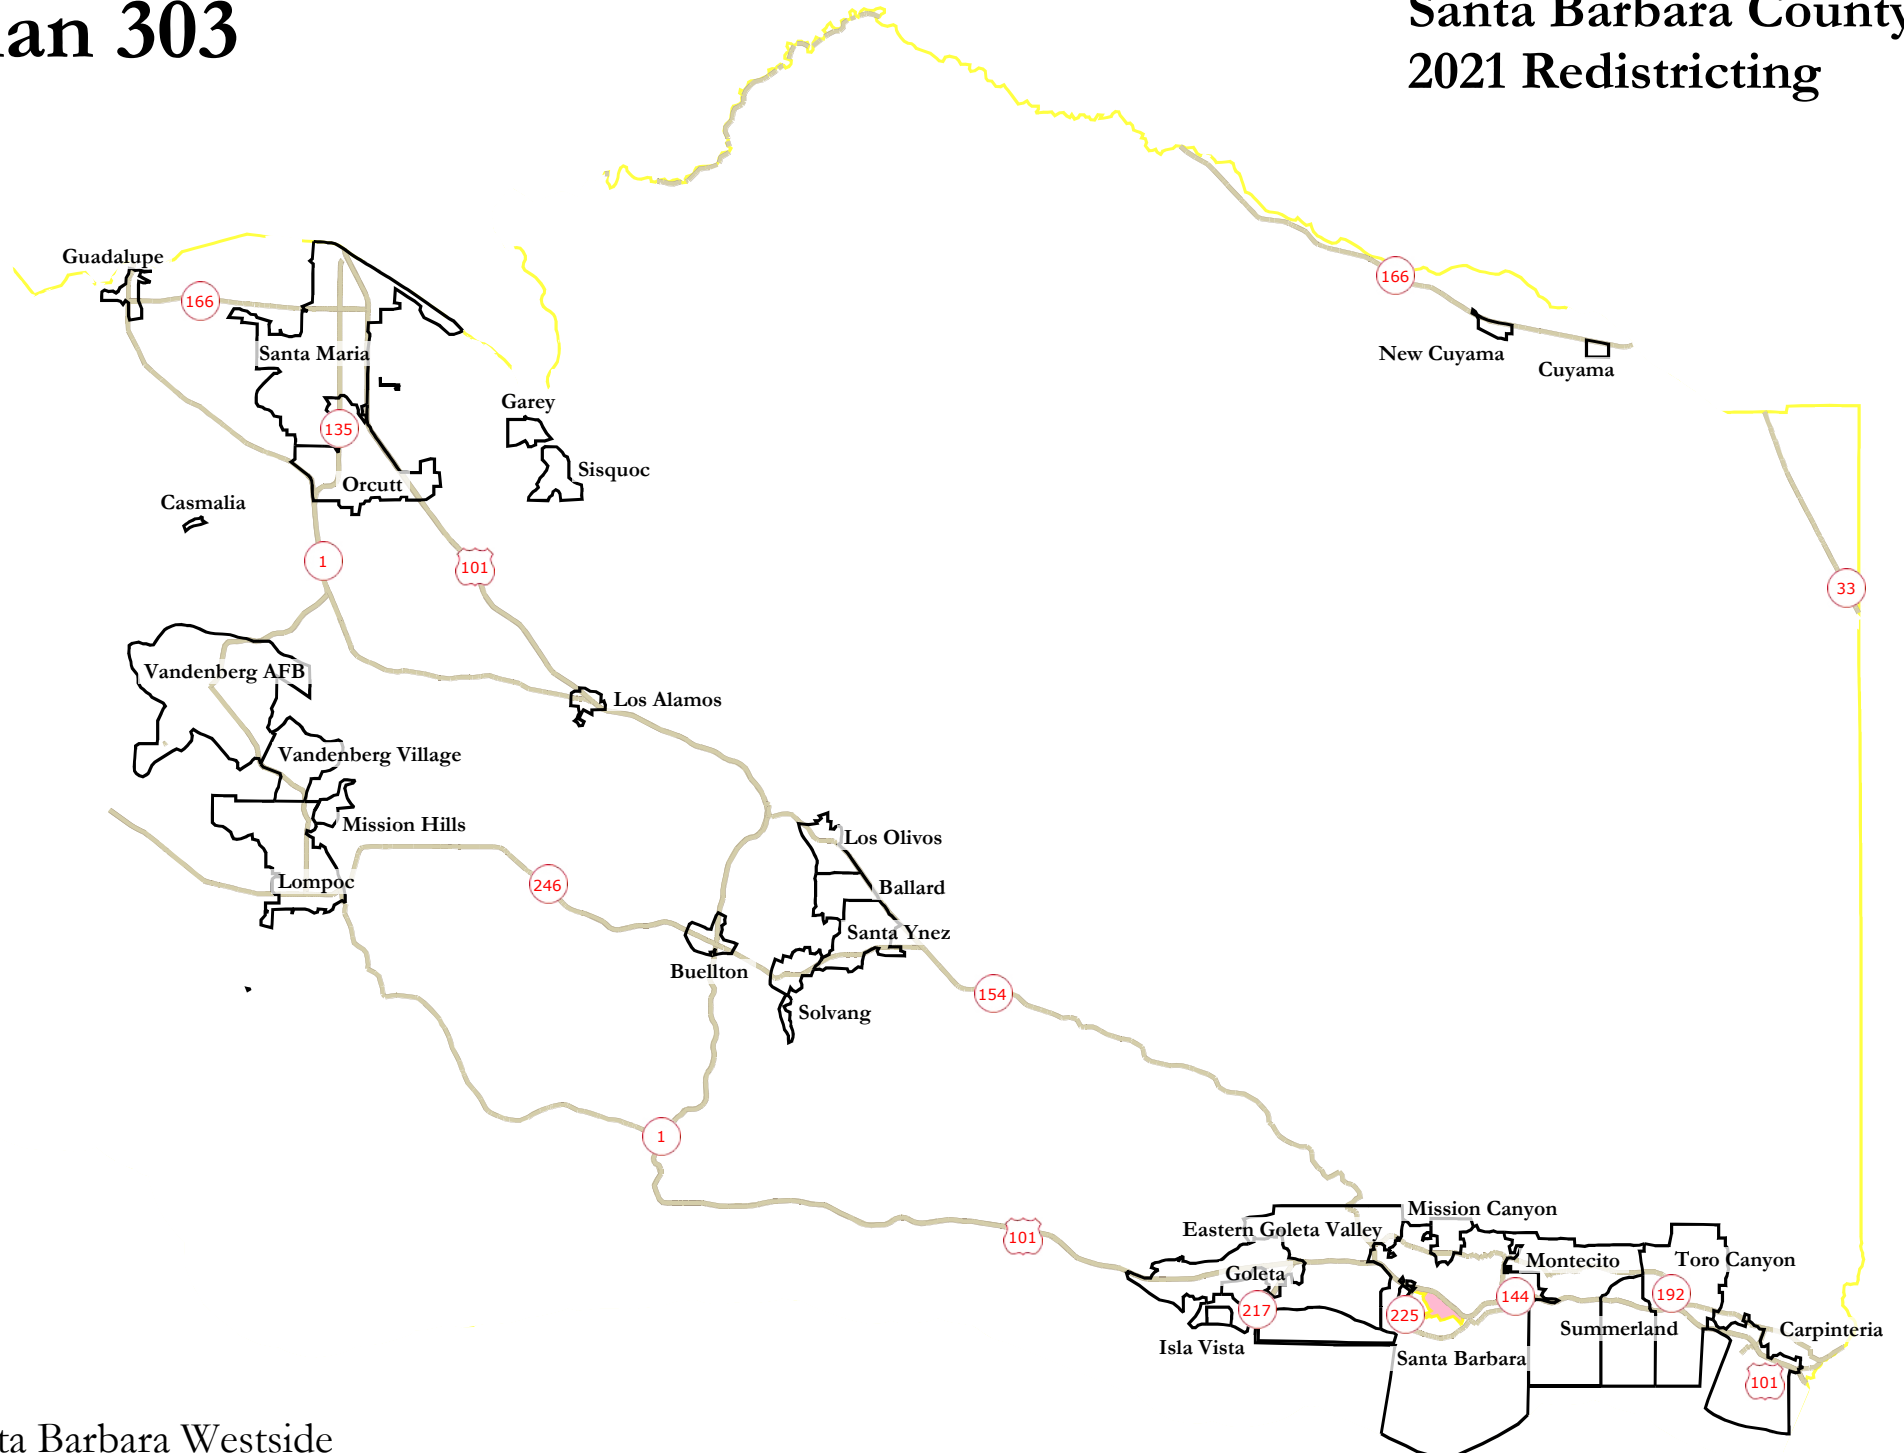 an 303
Santa Barbara County
2021 Redistricting
Guadalupe
166
166
Santa Maria
New Cuyama
Cuyama
Garey
135
Sisquoc
Orcutt
Casmalia
1
101
33
Vandenberg AFB
Los Alamos
Vandenberg Village
Mission Hills
Los Olivos
Lompoc
246
Ballard
Santa Ynez
Buellton
154
Solvang
1
Mission Canyon
Eastern Goleta Valley
101
Montecito
Toro Canyon
Goleta
217
225
144
192
Summerland
Carpinteria
Isla Vista
Santa Barbara
101
ta Barbara Westside